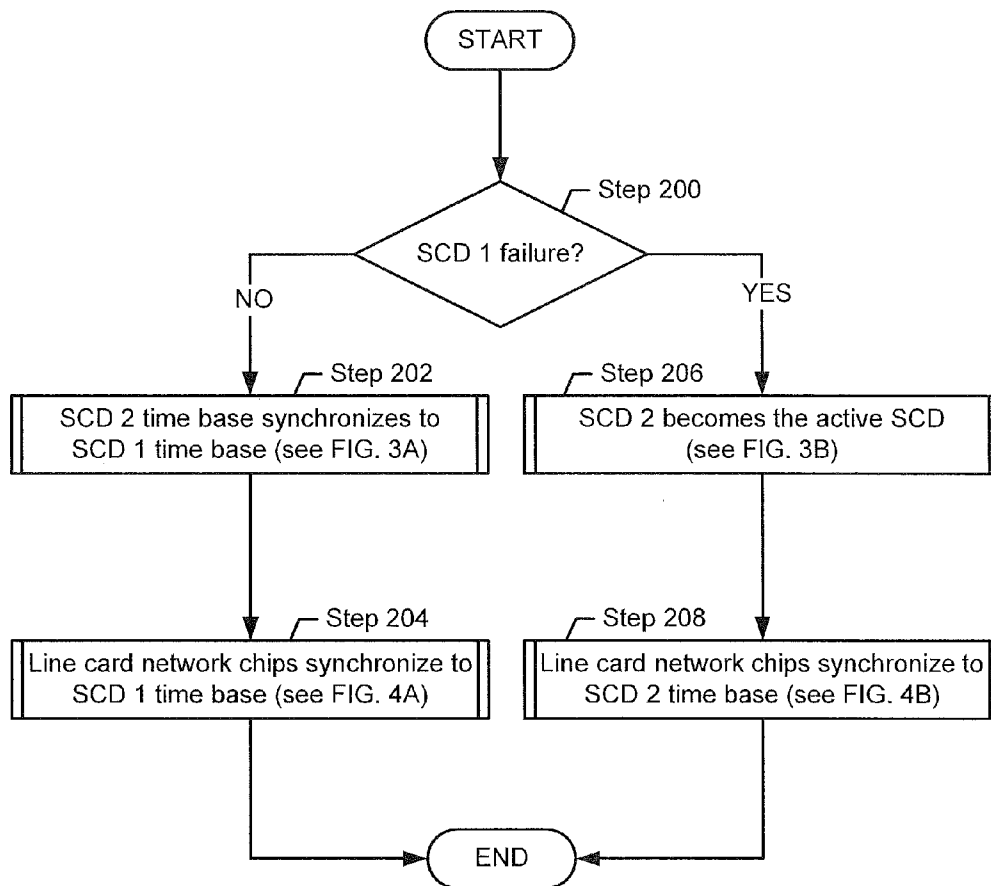 START
Step 200
SCD 1 failure?
NO
YES
Step 202
SCD 2 time base synchronizes to
SCD 1 time base (see FIG. 3A)
Step 206
SCD 2 becomes the active SCD
(see FIG. 3B)
Step 204
Line card network chips synchronize to
SCD 1 time base (see FIG. 4A)
Step 208
Line card network chips synchronize to
SCD 2 time base (see FIG. 4B)
END